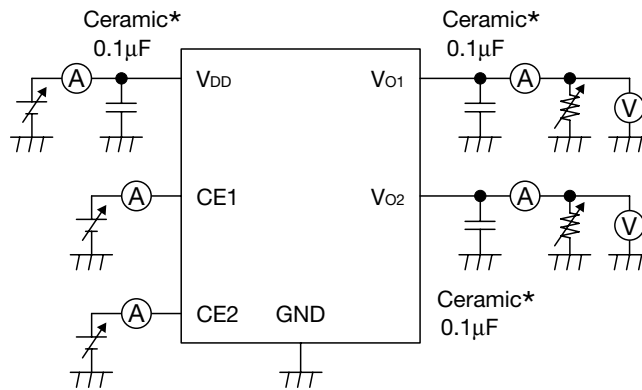 Ceramic*
0.1µF
Ceramic*
0.1µF
A
VDD
VO1
A
V
A
CE1
VO2
A
V
A
CE2
GND
Ceramic*
0.1µF